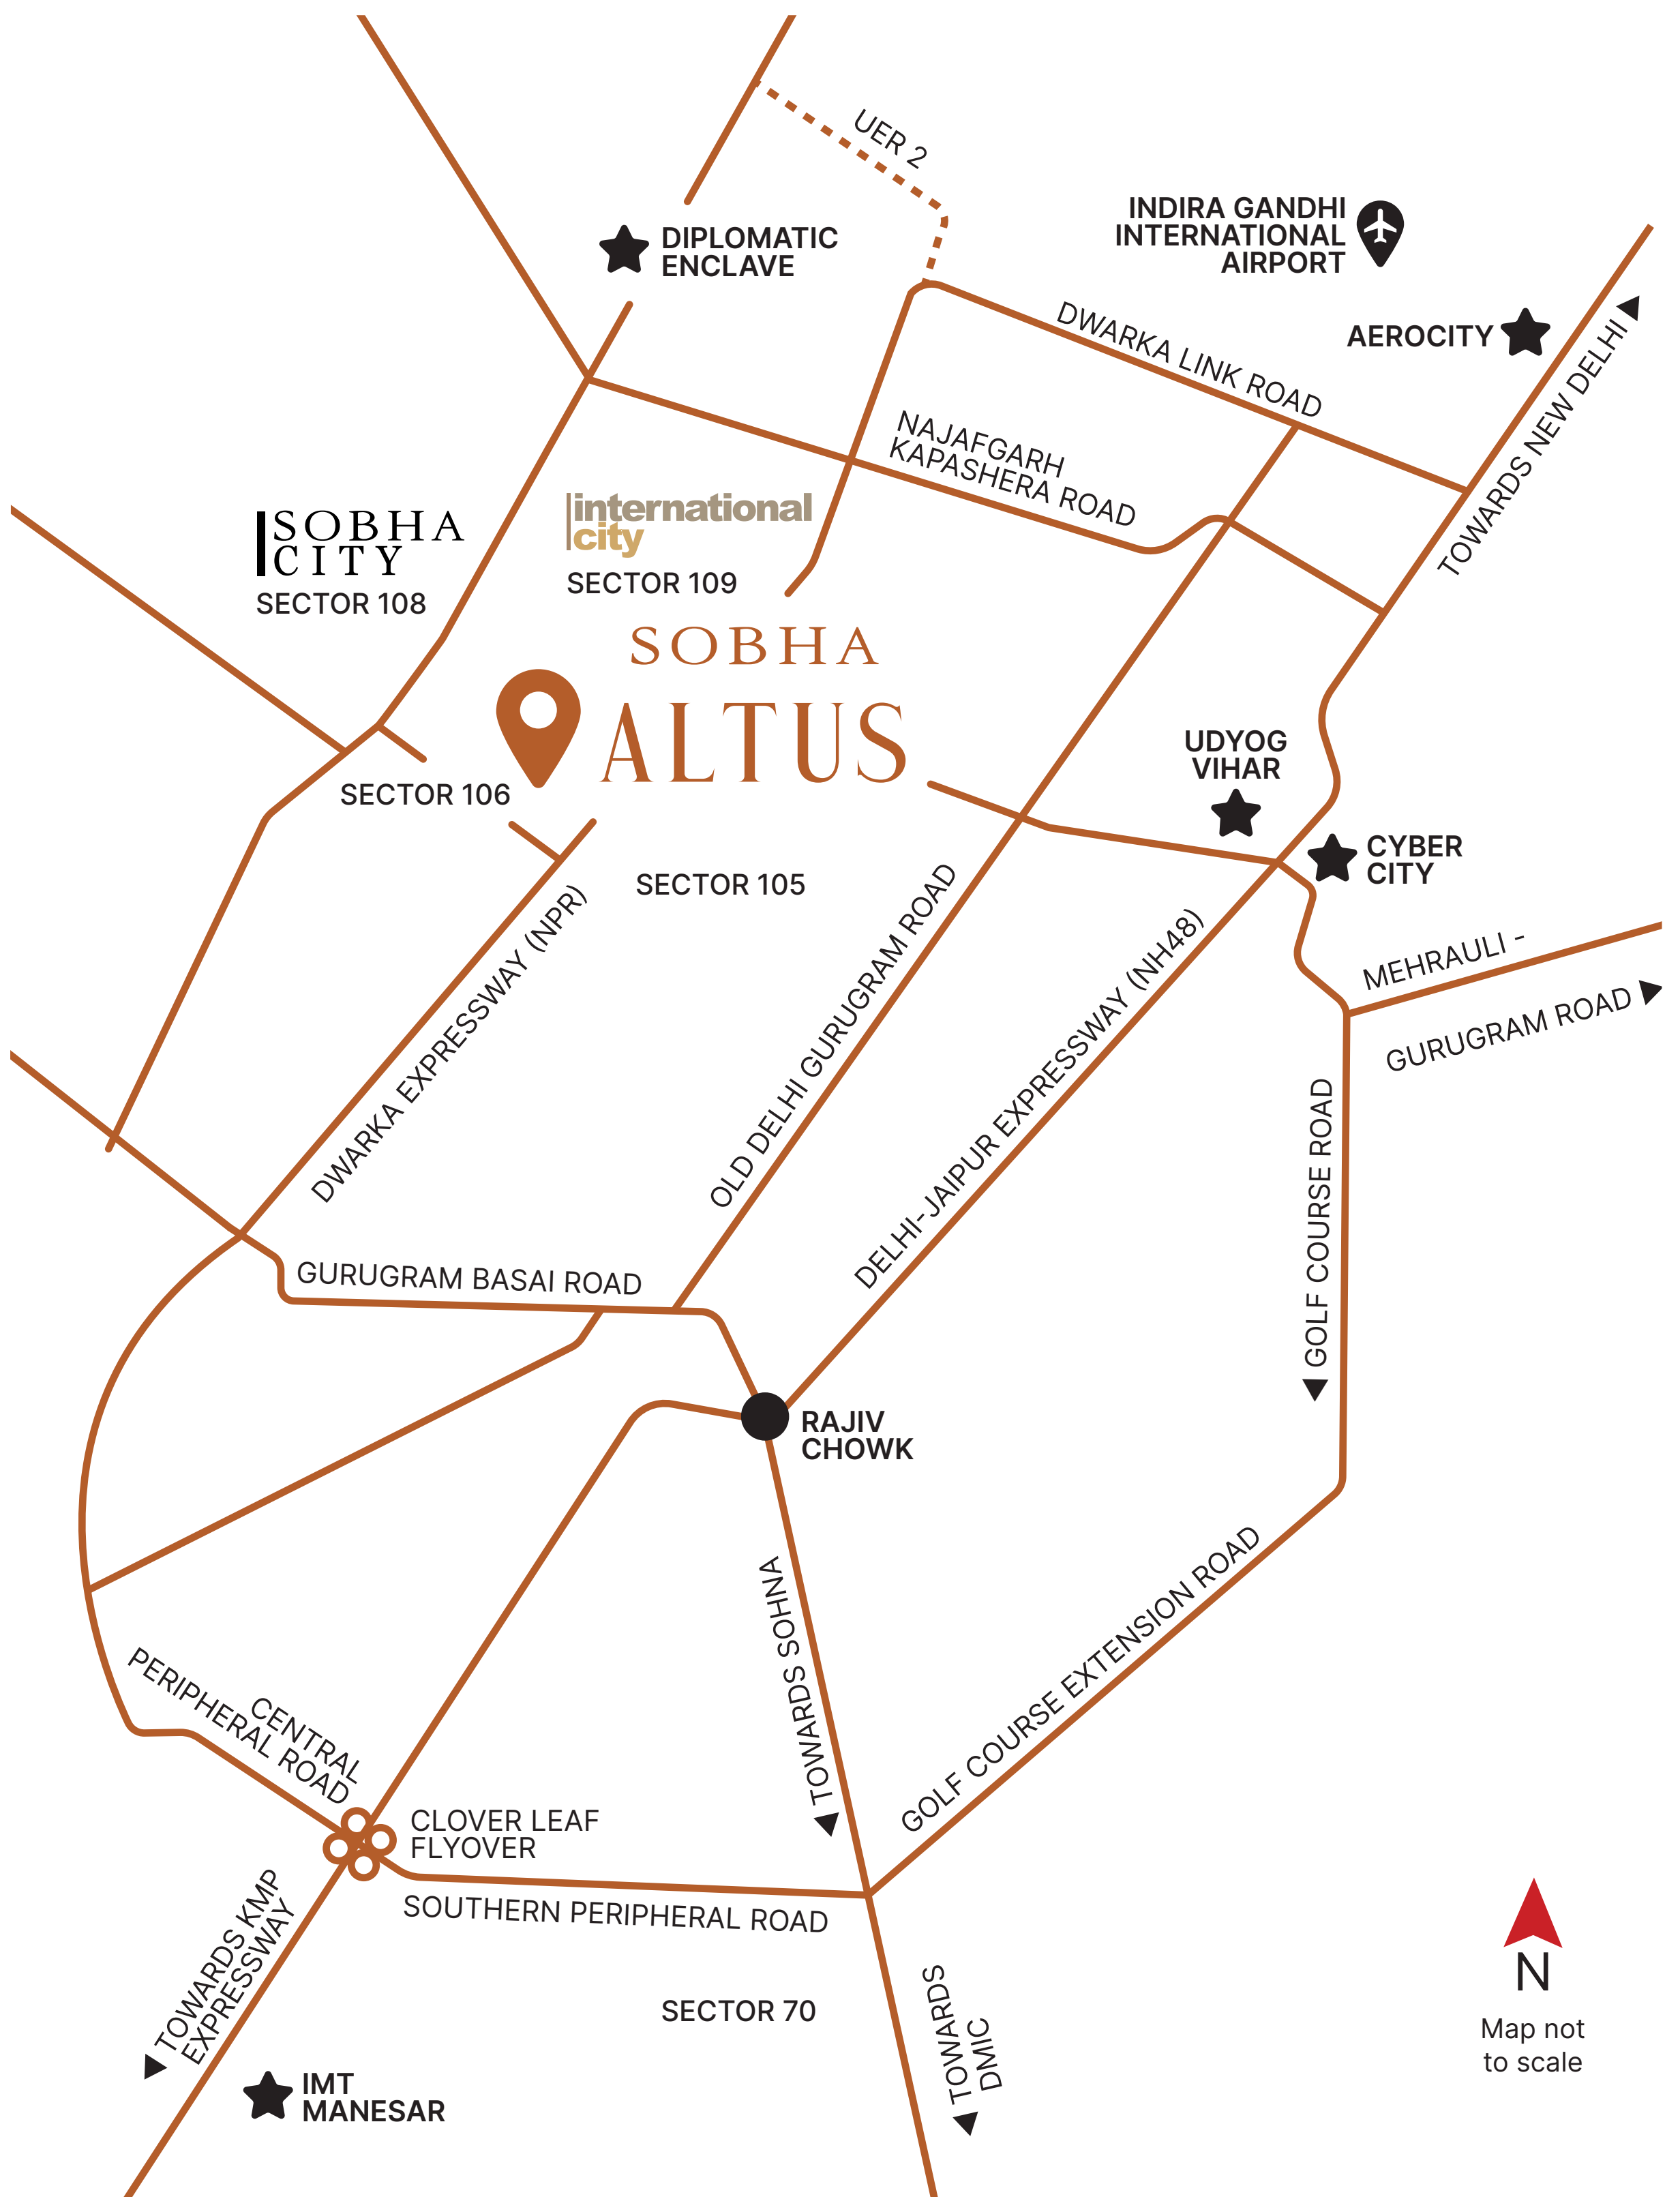 UER 2
INDIRA GANDHI
INTERNATIONAL
AIRPORT
DIPLOMATIC
ENCLAVE
AEROCITY
DWARKA LINK ROAD
TOWARDS NEW DELHI
NAJAFGARH
KAPASHERA ROAD
SOBHA
CITY
SECTOR 108
international
city
SECTOR 109
SOBHA
ALTUS
SECTOR 106
UDYOG
VIHAR
CYBER
CITY
SECTOR 105
DWARKA EXPRESSWAY (NPR)
OLD DELHI GURUGRAM ROAD
DELHI-JAIPUR EXPRESSWAY (NH48)
MEHRAULI -
GURUGRAM ROAD
GOLF COURSE ROAD
GURUGRAM BASAI ROAD
RAJIV
CHOWK
TOWARDS SOHNA
GOLF COURSE EXTENSION ROAD
CENTRAL
PERIPHERAL ROAD
CLOVER LEAF
FLYOVER
SOUTHERN PERIPHERAL ROAD
TOWARDS KMP
EXPRESSWAY
SECTOR 70
TOWARDS
DMIC
IMT
MANESAR
N
Map not
to scale